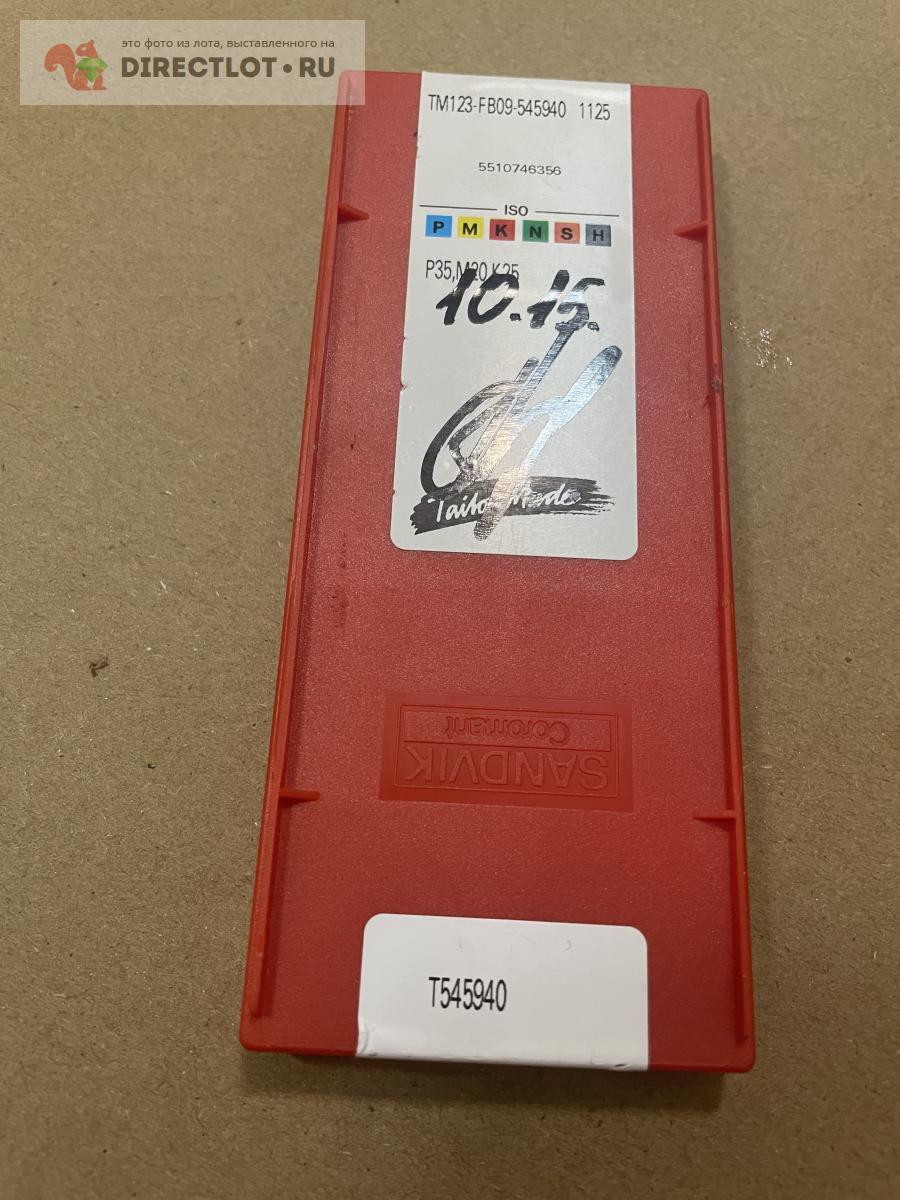 это фото из лота, выставленного на
DIRECTLOT.RU
TM123-FB09-545940 1125
5510746356
ISO
P M K N S H
P35,M20,K25
10.15.
Tailor Made
SANDVIK
Coromant
T545940